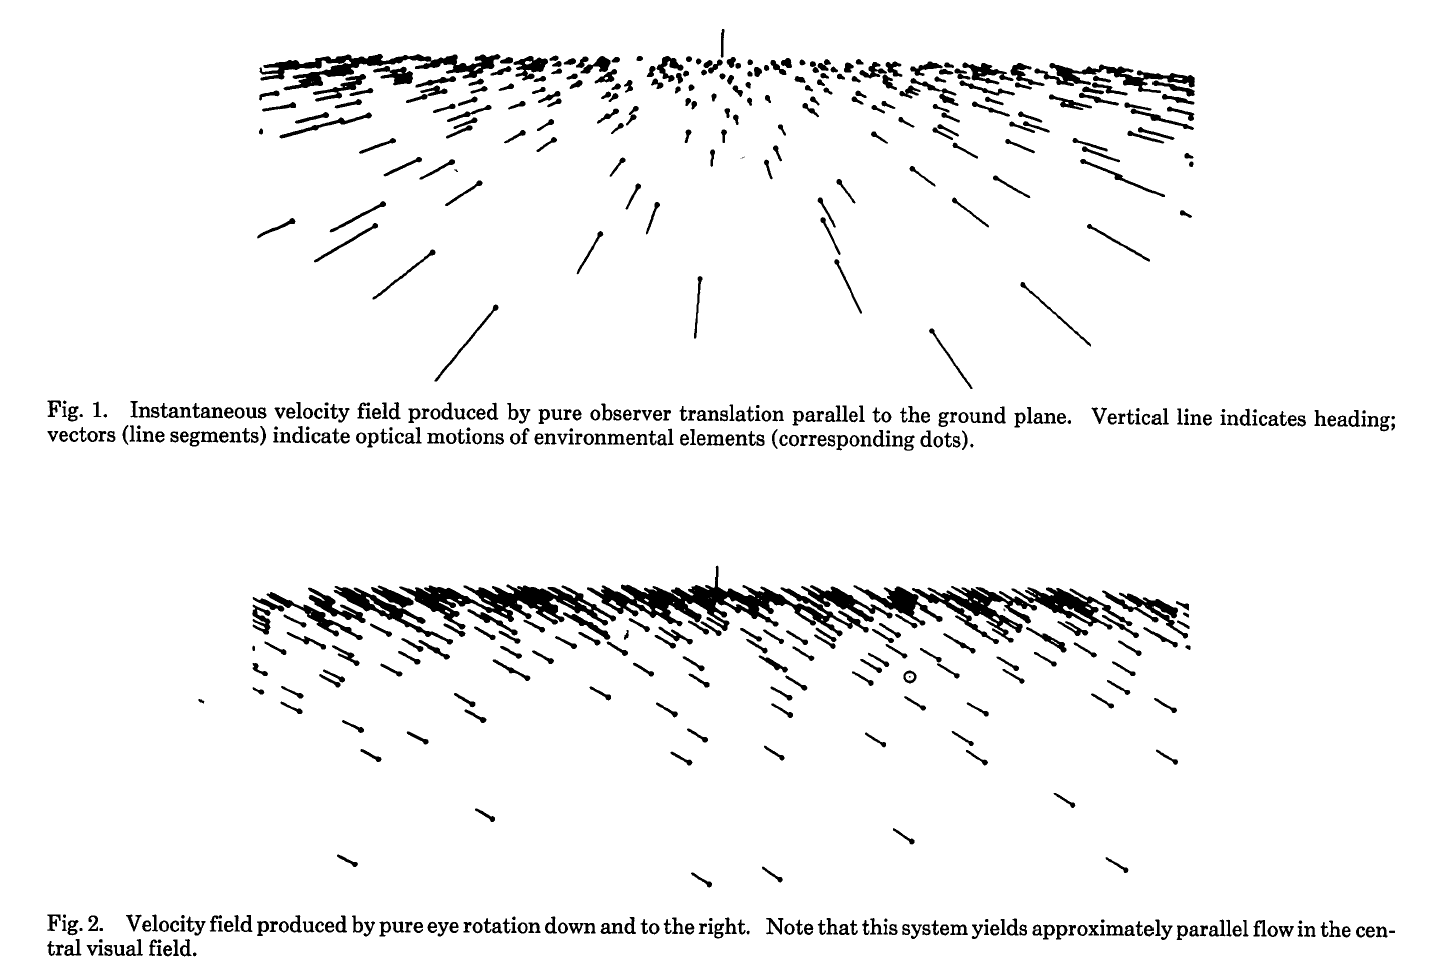 Fig. 1. Instantaneous velocity field produced by pure observer translation parallel to the ground plane. Vertical line indicates heading;
vectors (line segments) indicate optical motions of environmental elements (corresponding dots).
Fig. 2. Velocity field produced by pure eye rotation down and to the right. Note that this system yields approximately parallel flow in the cen-
tral visual field.